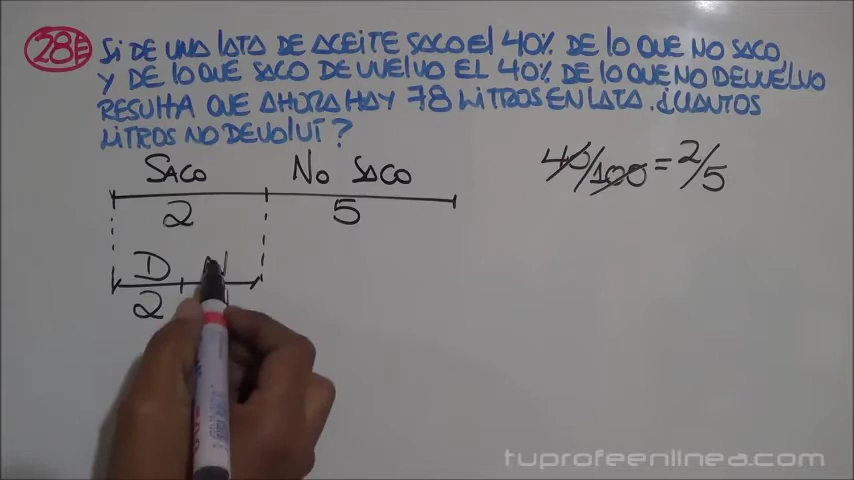 28
SI DE UNA LATA DE ACEITE SACO EL 40% DE LO QUE NO SACO,
Y DE LO QUE SACO DEVUELVO EL 40% DE LO QUE NO DEVUELVO
RESULTA QUE AHORA HAY 78 LITROS EN LATA. ¿CUANTOS
LITROS NO DEVOLVI?
SACO NO SACO
40/100 = 2/5
2 5
D N
2
tuprofeenlinea.com